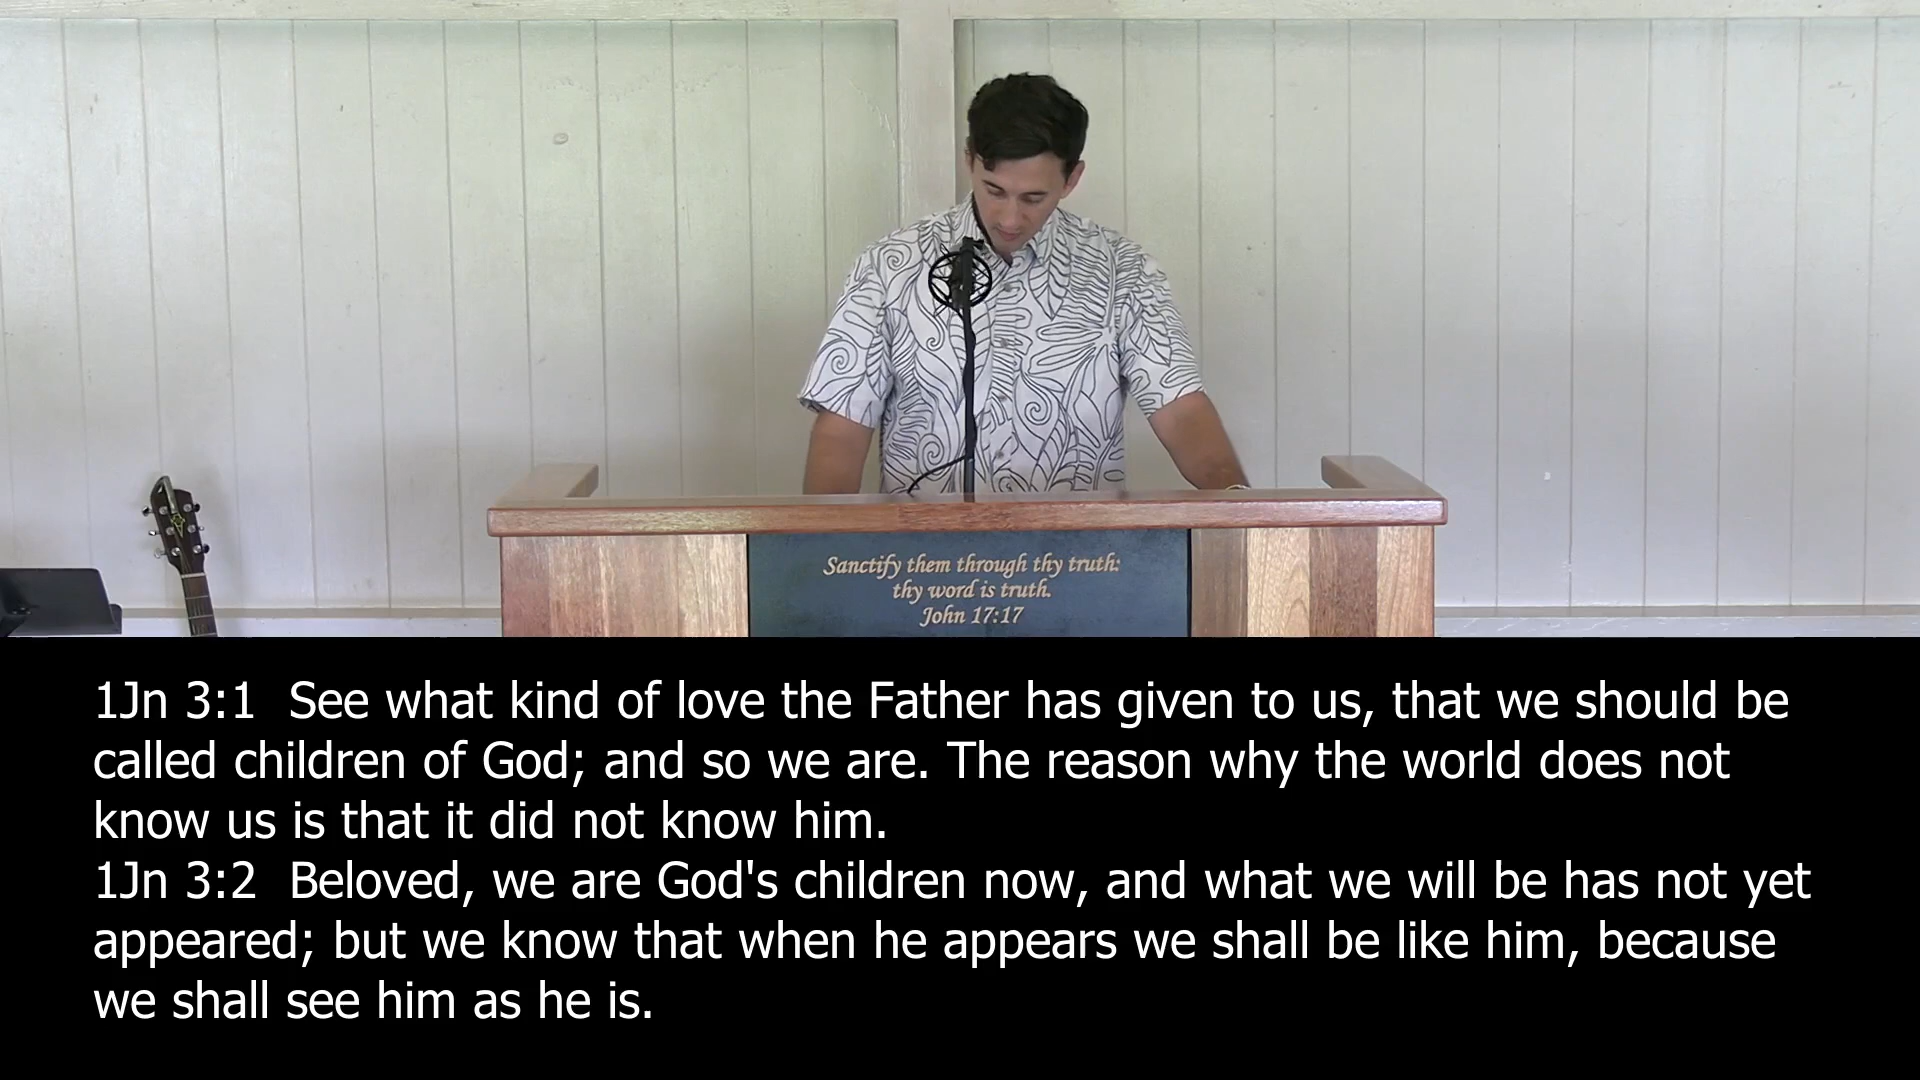 Sanctify them through thy truth:
thy word is truth.
John 17:17
1Jn 3:1  See what kind of love the Father has given to us, that we should be
called children of God; and so we are. The reason why the world does not
know us is that it did not know him.
1Jn 3:2  Beloved, we are God's children now, and what we will be has not yet
appeared; but we know that when he appears we shall be like him, because
we shall see him as he is.